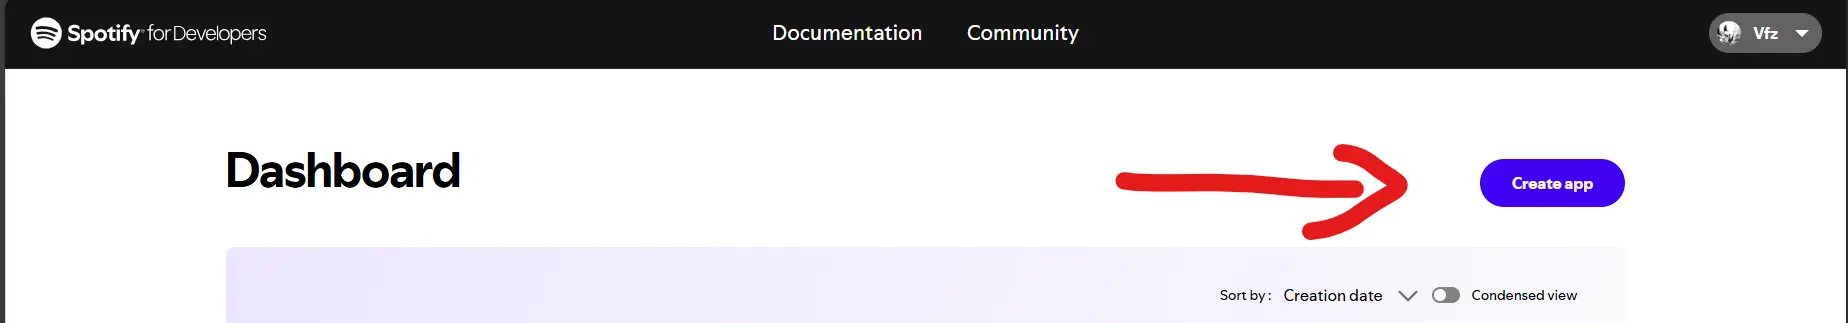 Spotify for Developers
Documentation
Community
Vfz
Dashboard
Create app
Sort by :
Creation date
Condensed view